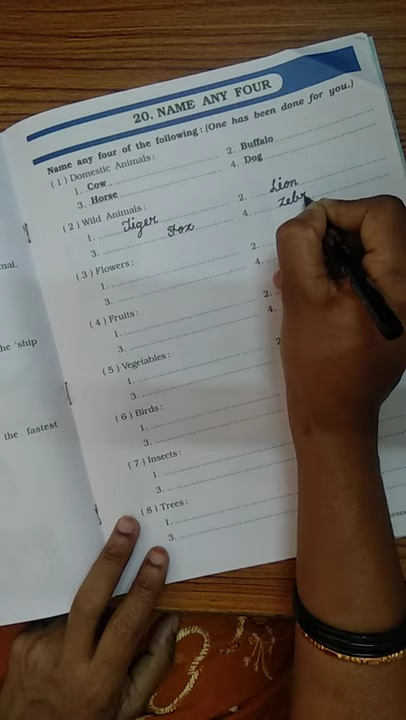 20. NAME ANY FOUR
Name any four of the following : (One has been done for you.)
( 1 ) Domestic Animals :
1. Cow 2. Buffalo
3. Horse 4. Dog
( 2 ) Wild Animals :
1. Tiger 2. Lion
3. Fox 4. Zeb
( 3 ) Flowers :
1. 2.
3. 4.
( 4 ) Fruits :
1. 2.
3. 4.
( 5 ) Vegetables :
1. 2
3.
( 6 ) Birds :
1.
3.
( 7 ) Insects :
1.
3.
( 8 ) Trees :
1.
3.
nal.
he 'ship
the fastest